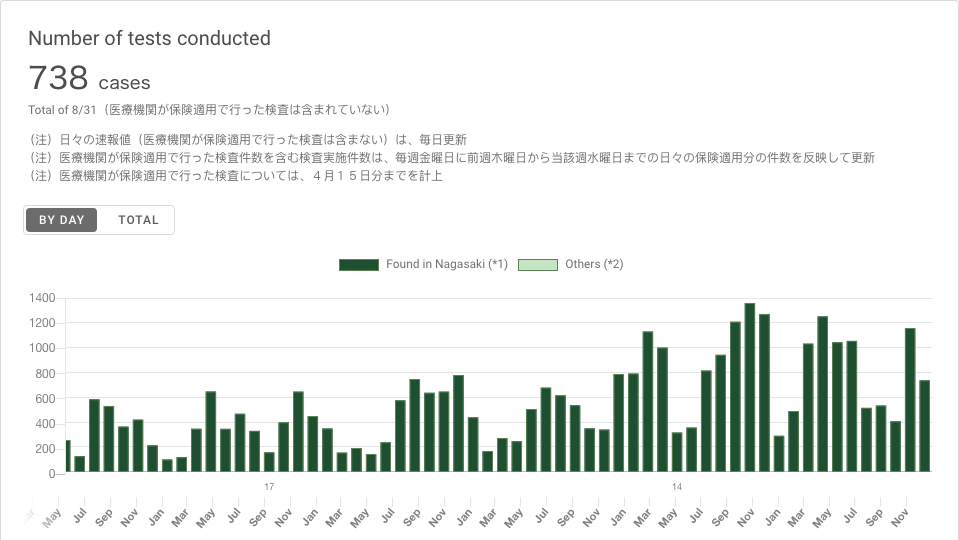 Number of tests conducted
738 cases
Total of 8/31（医療機関が保険適用で行った検査は含まれていない）
（注）日々の速報値（医療機関が保険適用で行った検査は含まない）は、毎日更新
（注）医療機関が保険適用で行った検査件数を含む検査実施件数は、毎週金曜日に前週木曜日から当該週水曜日までの日々の保険適用分の件数を反映して更新
（注）医療機関が保険適用で行った検査については、４月１５日分までを計上
BY DAY TOTAL
Found in Nagasaki (*1) Others (*2)
1400
1200
1000
800
600
400
200
0
17 14
May Jul Sep Nov Jan Mar May Jul Sep Nov Jan Mar May Jul Sep Nov Jan Mar May Jul Sep Nov Jan Mar May Jul Sep Nov Jan Mar May Jul Sep Nov